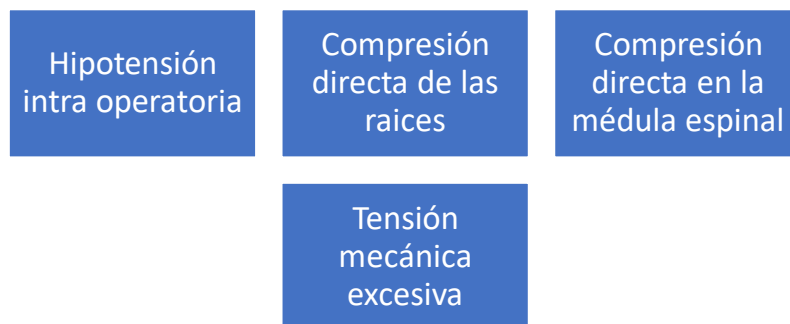 Hipotensión
intra operatoria
Compresión
directa de las
raices
Compresión
directa en la
médula espinal
Tensión
mecánica
excesiva